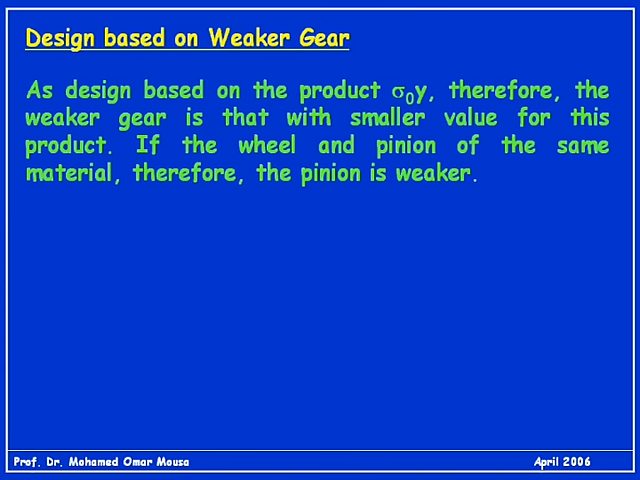 Design based on Weaker Gear
As design based on the product σ₀y, therefore, the
weaker gear is that with smaller value for this
product. If the wheel and pinion of the same
material, therefore, the pinion is weaker.
Prof. Dr. Mohamed Omar Mousa
April 2006